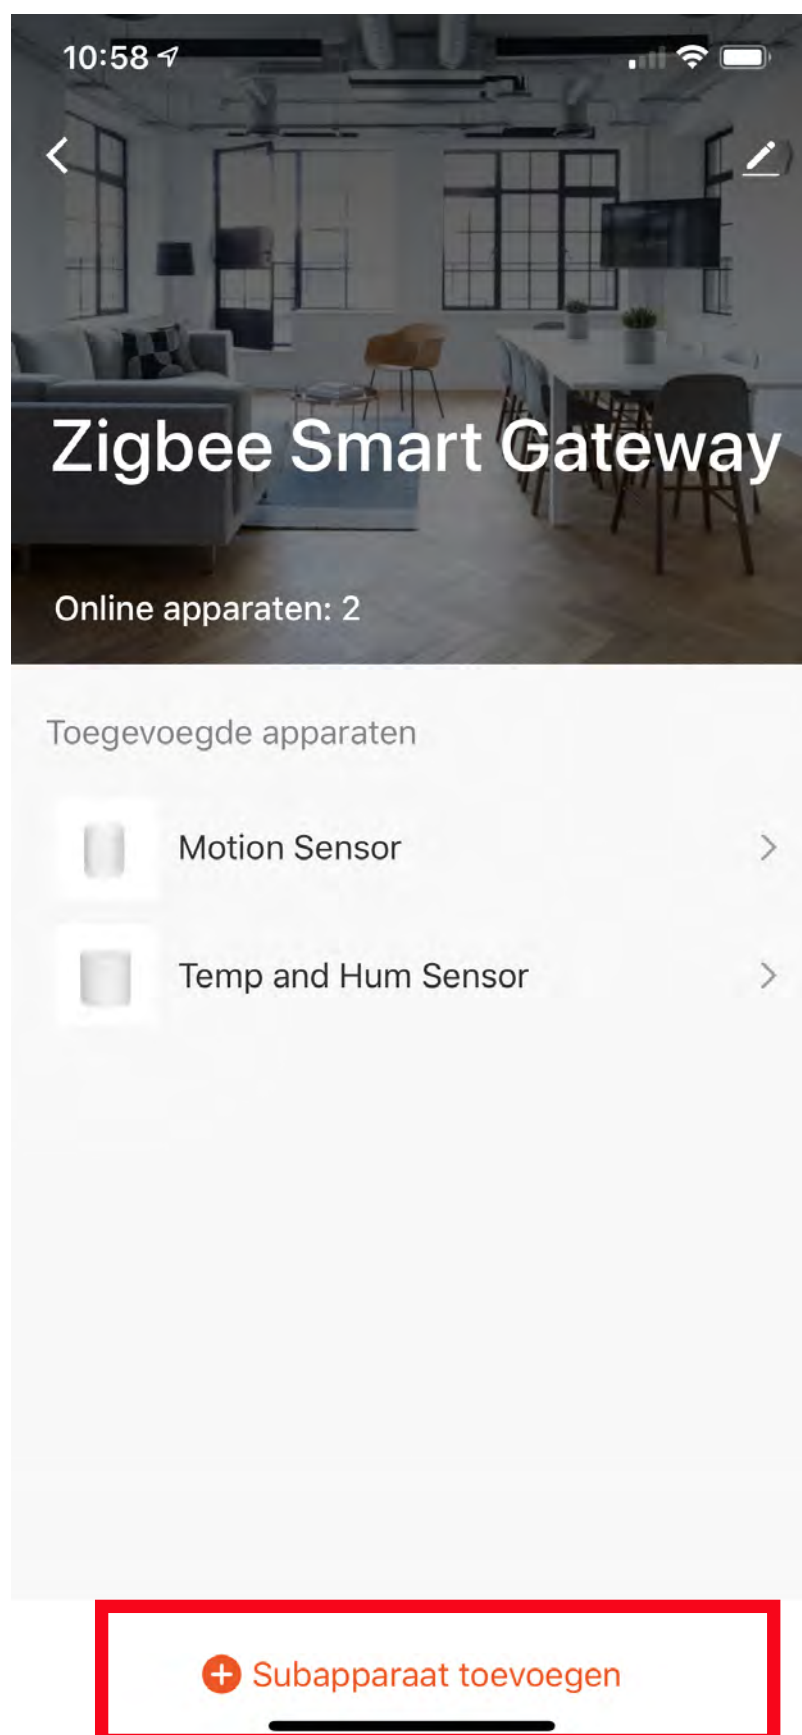 10:58
Zigbee Smart Gateway
Online apparaten: 2
Toegevoegde apparaten
Motion Sensor
Temp and Hum Sensor
Subapparaat toevoegen